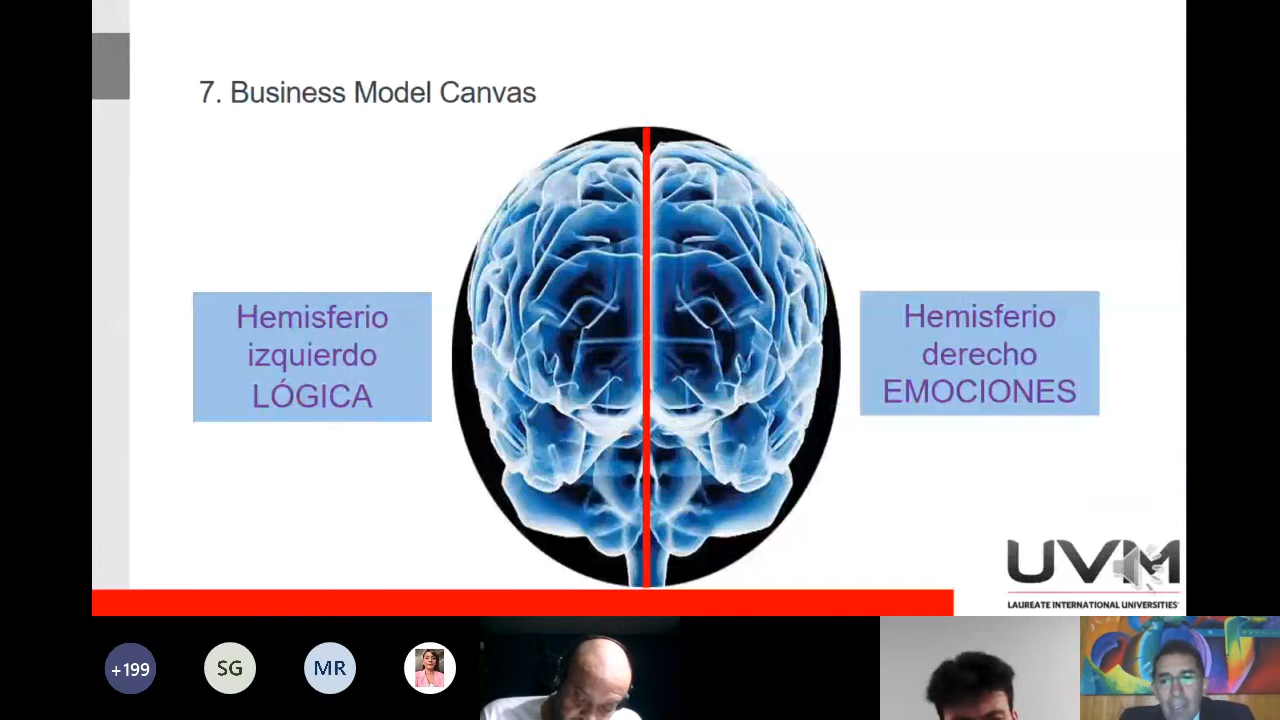 7. Business Model Canvas
Hemisferio
izquierdo
LÓGICA
Hemisferio
derecho
EMOCIONES
UVM
LAUREATE INTERNATIONAL UNIVERSITIES
+199
SG
MR